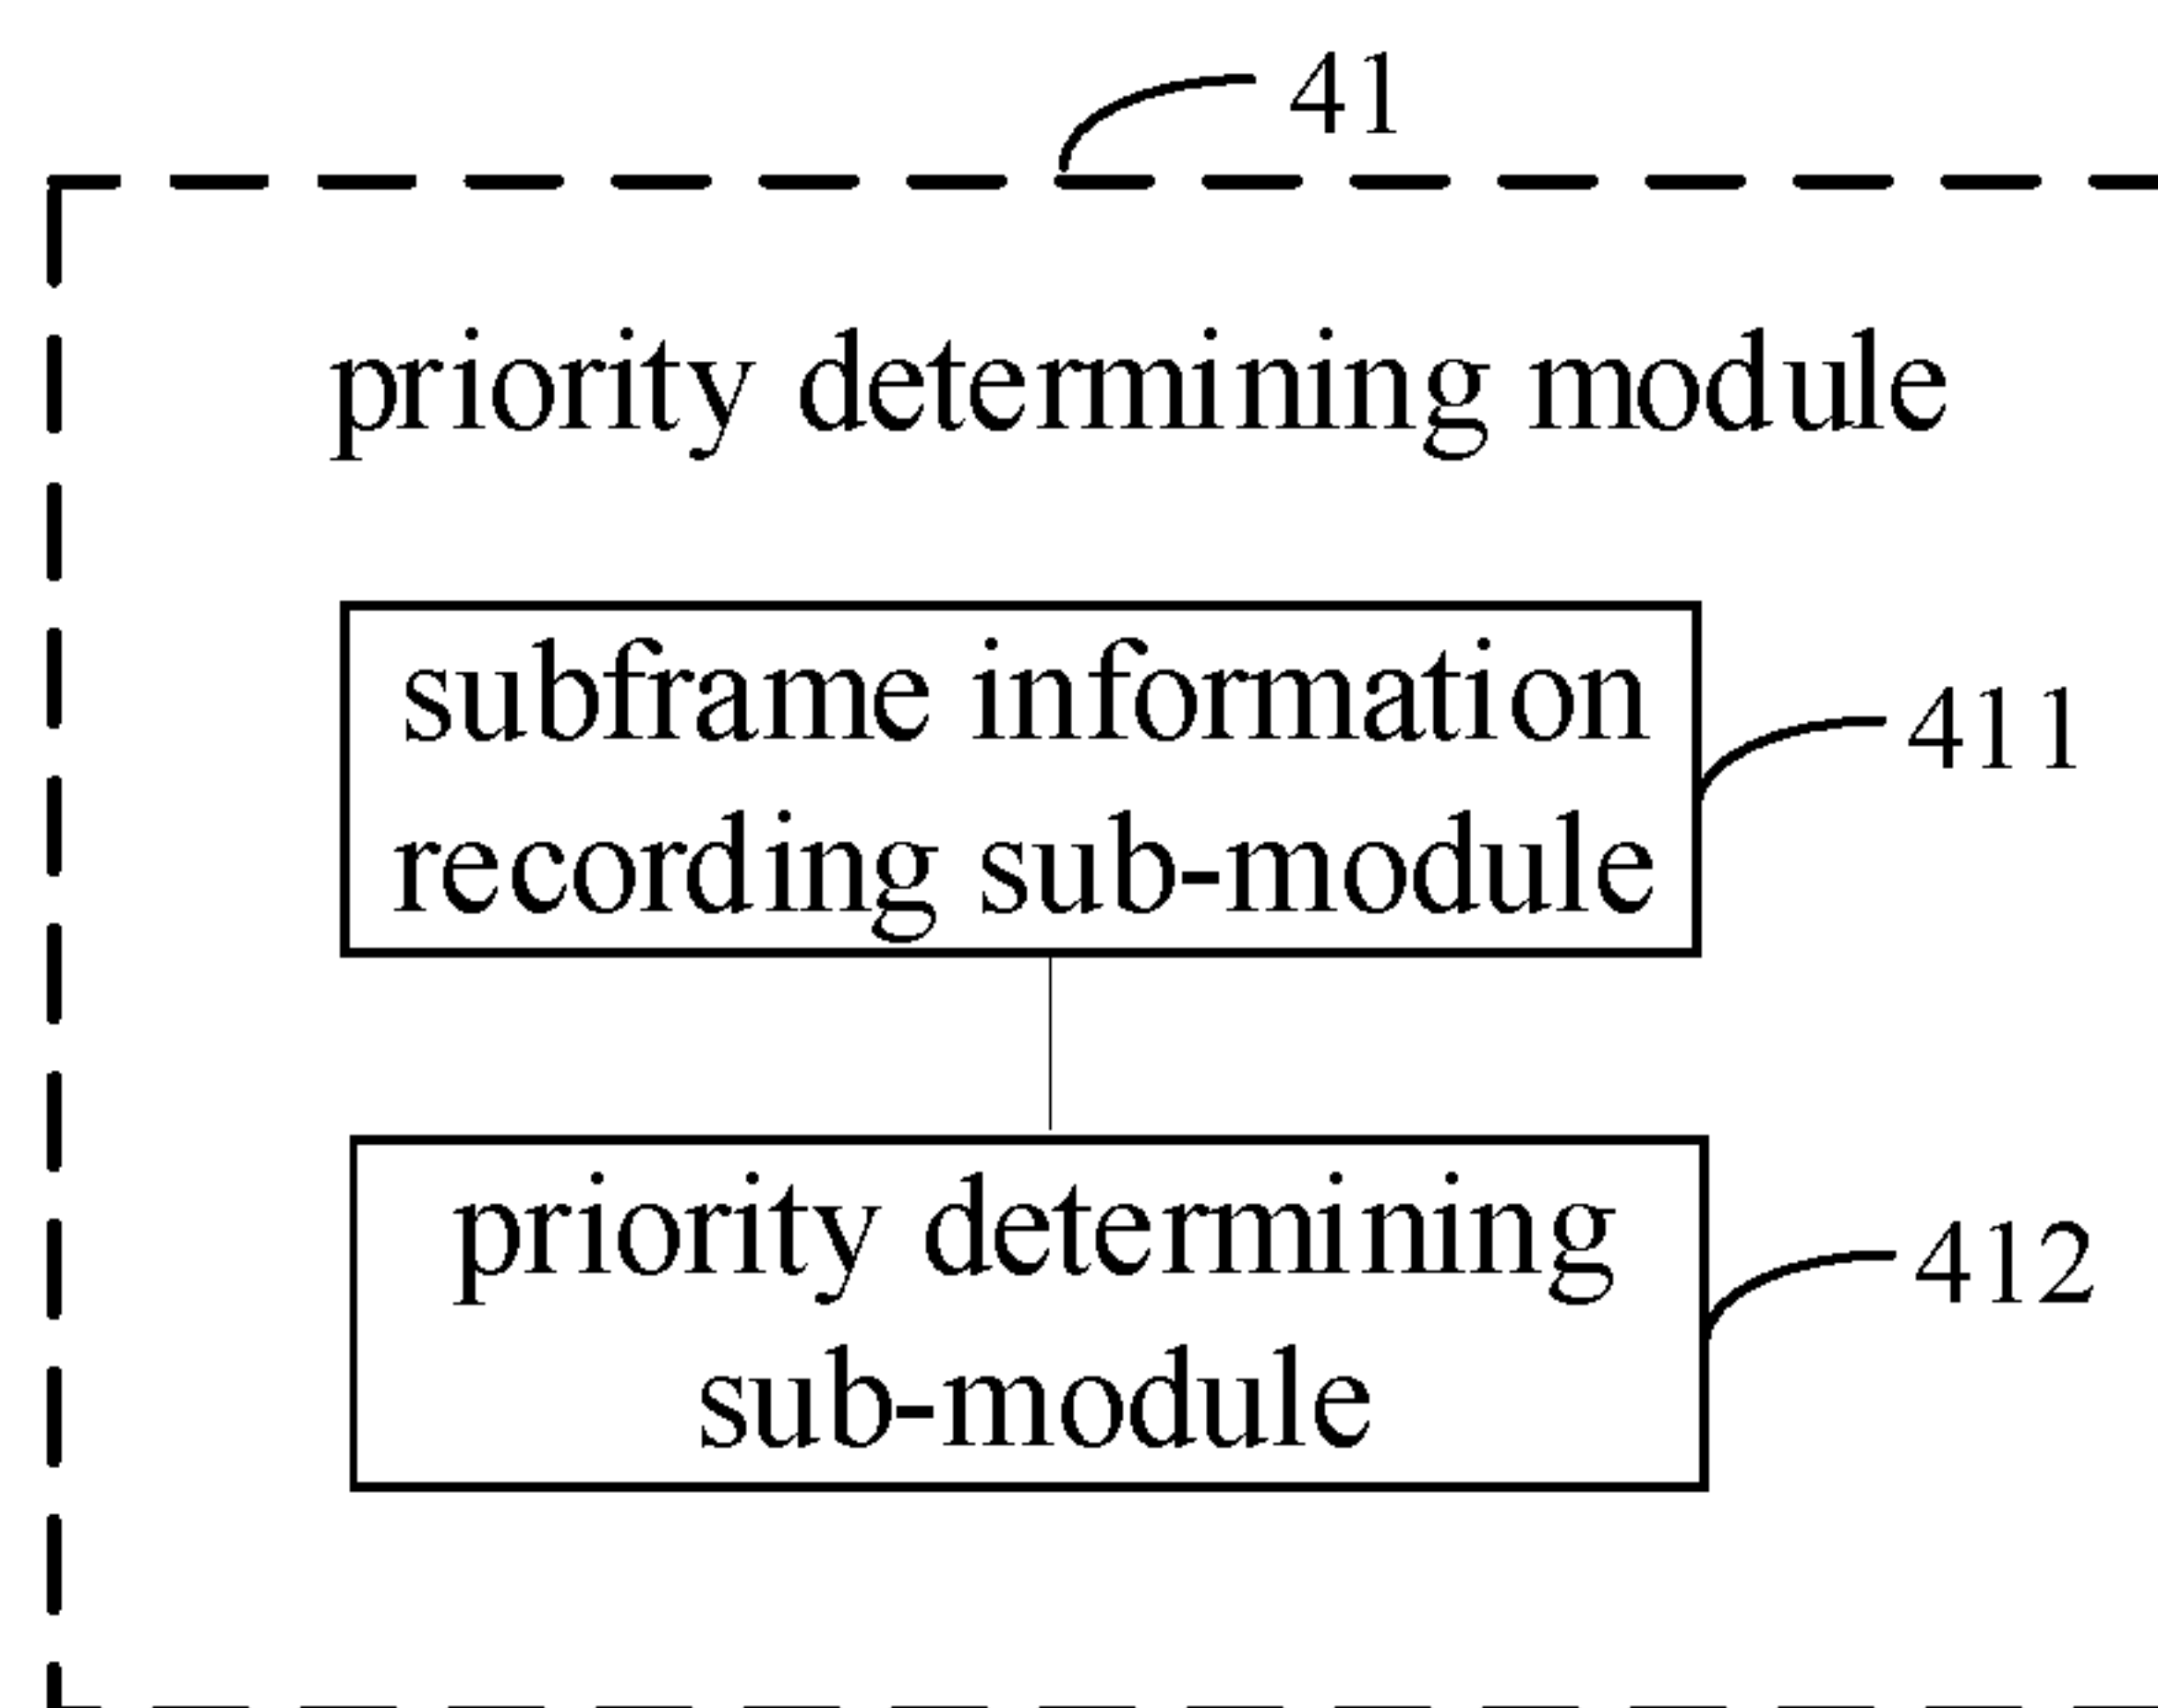 41
priority determining module
subframe information
recording sub-module
411
priority determining
sub-module
412